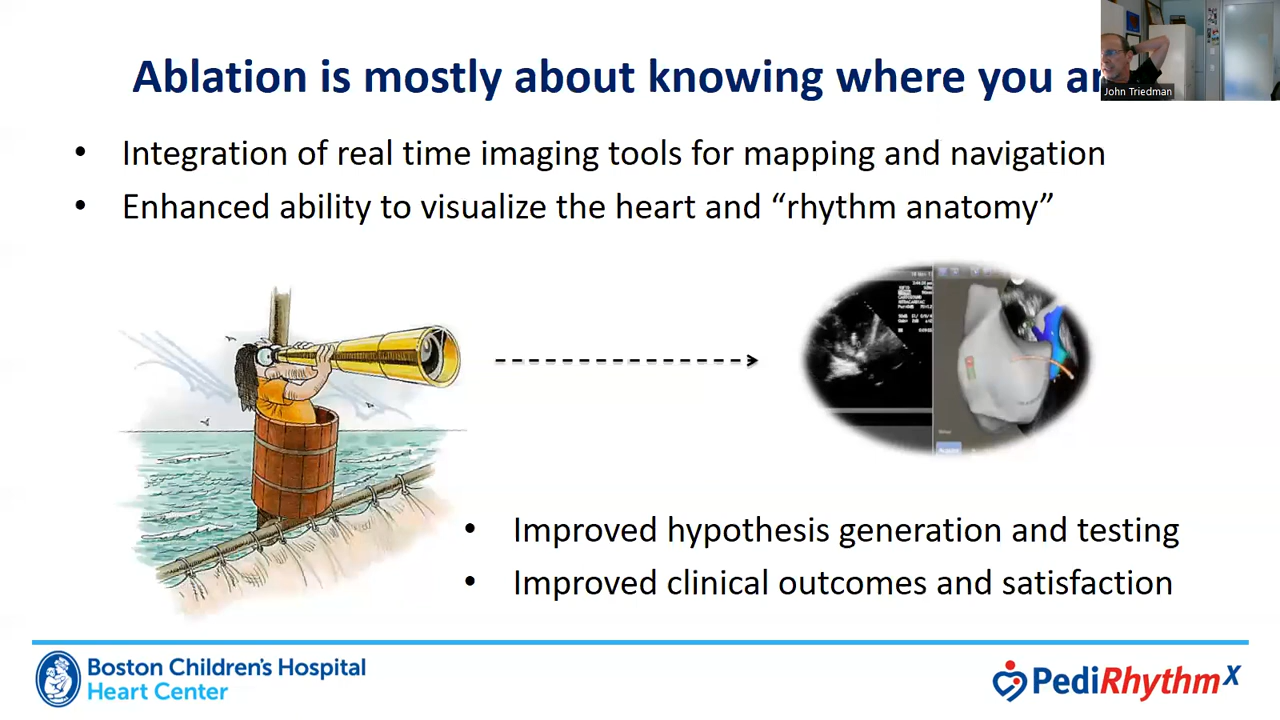 Ablation is mostly about knowing where you
John Triedman
• Integration of real time imaging tools for mapping and navigation
• Enhanced ability to visualize the heart and “rhythm anatomy”
• Improved hypothesis generation and testing
• Improved clinical outcomes and satisfaction
Boston Children's Hospital
Heart Center
PediRhythmX